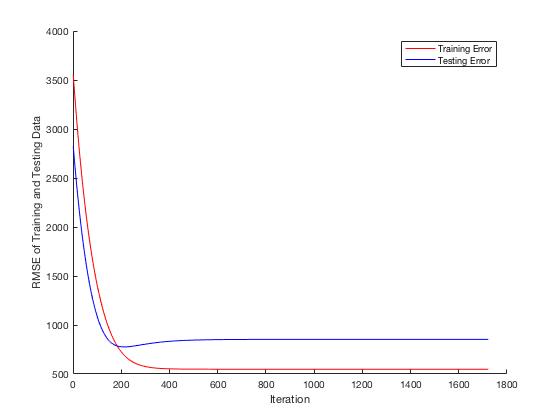 4000
3500
3000
2500
2000
1500
1000
500
RMSE of Training and Testing Data
Training Error
Testing Error
0 200 400 600 800 1000 1200 1400 1600 1800
Iteration